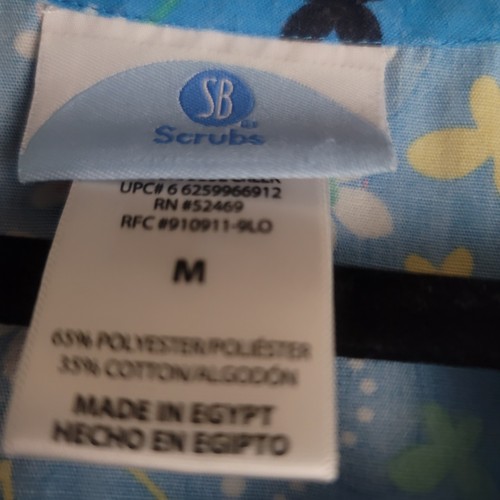 SB
Scrubs
UPC# 6 6259966912
RN #52469
RFC #910911-9LO
M
65% POLYESTER/POLIÉSTER
35% COTTON/ALGODÓN
MADE IN EGYPT
HECHO EN EGIPTO